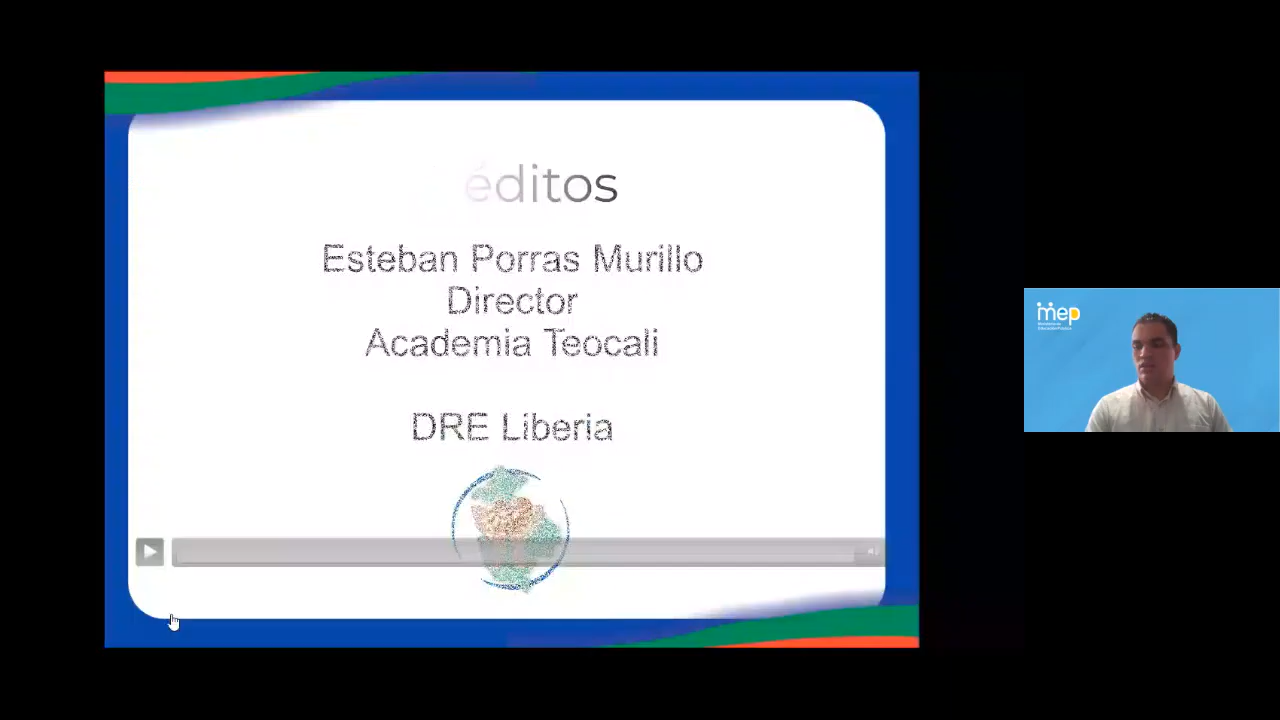 éditos
Esteban Porras Murillo
Director
Academia Teocali
DRE Liberia
mep